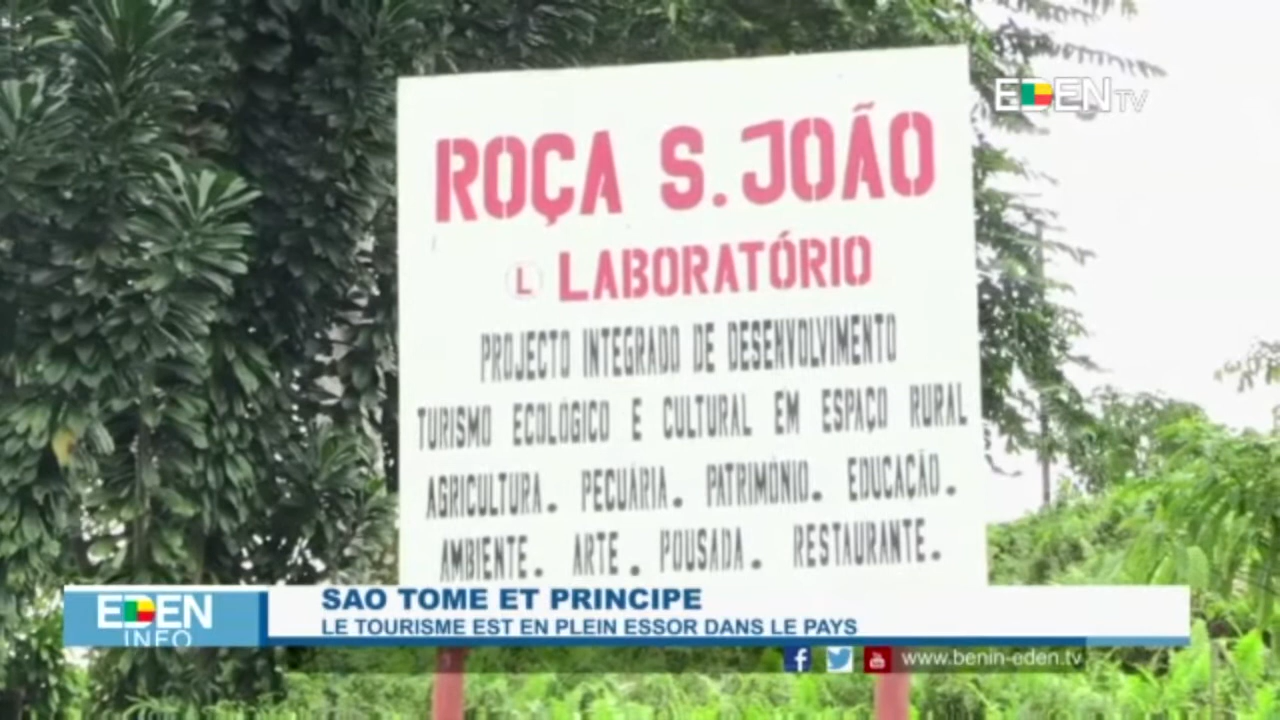 EDEN TV
ROÇA S. JOÃO
L LABORATÓRIO
PROJECTO INTEGRADO DE DESENVOLVIMENTO
TURISMO ECOLÓGICO E CULTURAL EM ESPAÇO RURAL
AGRICULTURA. PECUÁRIA. PATRIMÓNIO. EDUCAÇÃO.
AMBIENTE. ARTE. POUSADA. RESTAURANTE.
EDEN
INFO
SAO TOME ET PRINCIPE
LE TOURISME EST EN PLEIN ESSOR DANS LE PAYS
www.benin-eden.tv